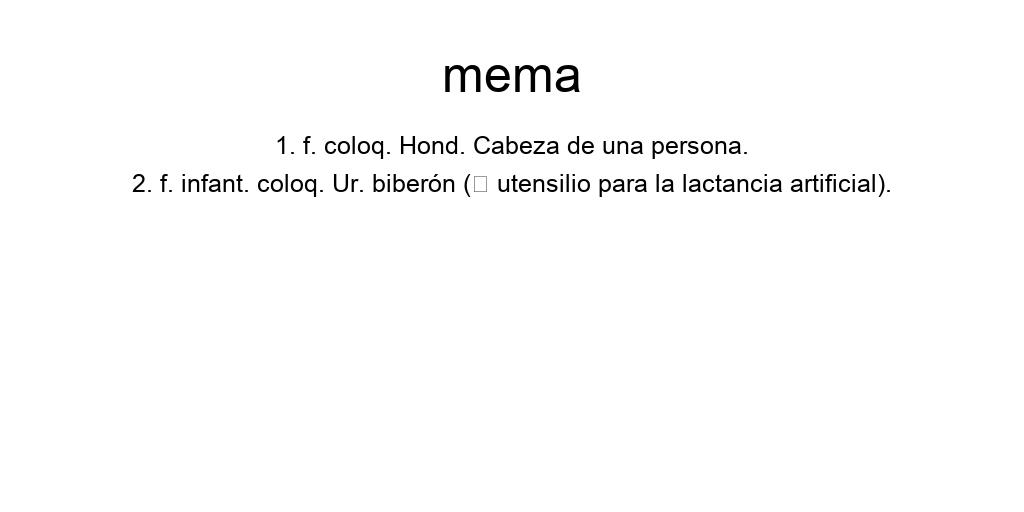 mema
1. f. coloq. Hond. Cabeza de una persona.
2. f. infant. coloq. Ur. biberón (□ utensilio para la lactancia artificial).